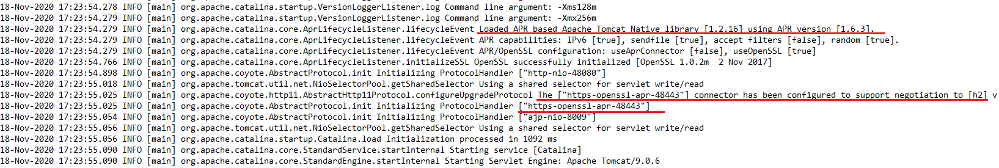 18-Nov-2020 17:23:54.278 INFO [main] org.apache.catalina.startup.VersionLoggerListener.log Command line argument: -Xms128m
18-Nov-2020 17:23:54.279 INFO [main] org.apache.catalina.startup.VersionLoggerListener.log Command line argument: -Xmx256m
18-Nov-2020 17:23:54.279 INFO [main] org.apache.catalina.core.AprLifecycleListener.lifecycleEvent Loaded APR based Apache Tomcat Native library [1.2.16] using APR version [1.6.3].
18-Nov-2020 17:23:54.279 INFO [main] org.apache.catalina.core.AprLifecycleListener.lifecycleEvent APR capabilities: IPv6 [true], sendfile [true], accept filters [false], random [true].
18-Nov-2020 17:23:54.279 INFO [main] org.apache.catalina.core.AprLifecycleListener.lifecycleEvent APR/OpenSSL configuration: useAprConnector [false], useOpenSSL [true]
18-Nov-2020 17:23:54.766 INFO [main] org.apache.catalina.core.AprLifecycleListener.initializeSSL OpenSSL successfully initialized [OpenSSL 1.0.2m  2 Nov 2017]
18-Nov-2020 17:23:54.898 INFO [main] org.apache.coyote.AbstractProtocol.init Initializing ProtocolHandler ["http-nio-48080"]
18-Nov-2020 17:23:55.018 INFO [main] org.apache.tomcat.util.net.NioSelectorPool.getSharedSelector Using a shared selector for servlet write/read
18-Nov-2020 17:23:55.025 INFO [main] org.apache.coyote.http11.AbstractHttp11Protocol.configureUpgradeProtocol The ["https-openssl-apr-48443"] connector has been configured to support negotiation to [h2] v
18-Nov-2020 17:23:55.025 INFO [main] org.apache.coyote.AbstractProtocol.init Initializing ProtocolHandler ["https-openssl-apr-48443"]
18-Nov-2020 17:23:55.054 INFO [main] org.apache.coyote.AbstractProtocol.init Initializing ProtocolHandler ["ajp-nio-8009"]
18-Nov-2020 17:23:55.056 INFO [main] org.apache.tomcat.util.net.NioSelectorPool.getSharedSelector Using a shared selector for servlet write/read
18-Nov-2020 17:23:55.056 INFO [main] org.apache.catalina.startup.Catalina.load Initialization processed in 1092 ms
18-Nov-2020 17:23:55.090 INFO [main] org.apache.catalina.core.StandardService.startInternal Starting service [Catalina]
18-Nov-2020 17:23:55.090 INFO [main] org.apache.catalina.core.StandardEngine.startInternal Starting Servlet Engine: Apache Tomcat/9.0.6